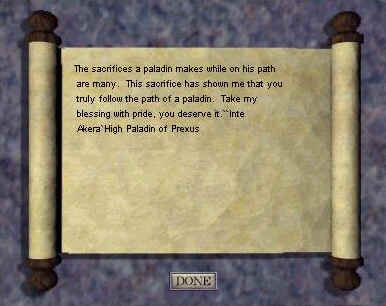 The sacrifices a paladin makes while on his path
are many.  This sacrifice has shown me that you
truly follow the path of a paladin.  Take my
blessing with pride, you deserve it.``Inte
Akera`High Paladin of Prexus
DONE